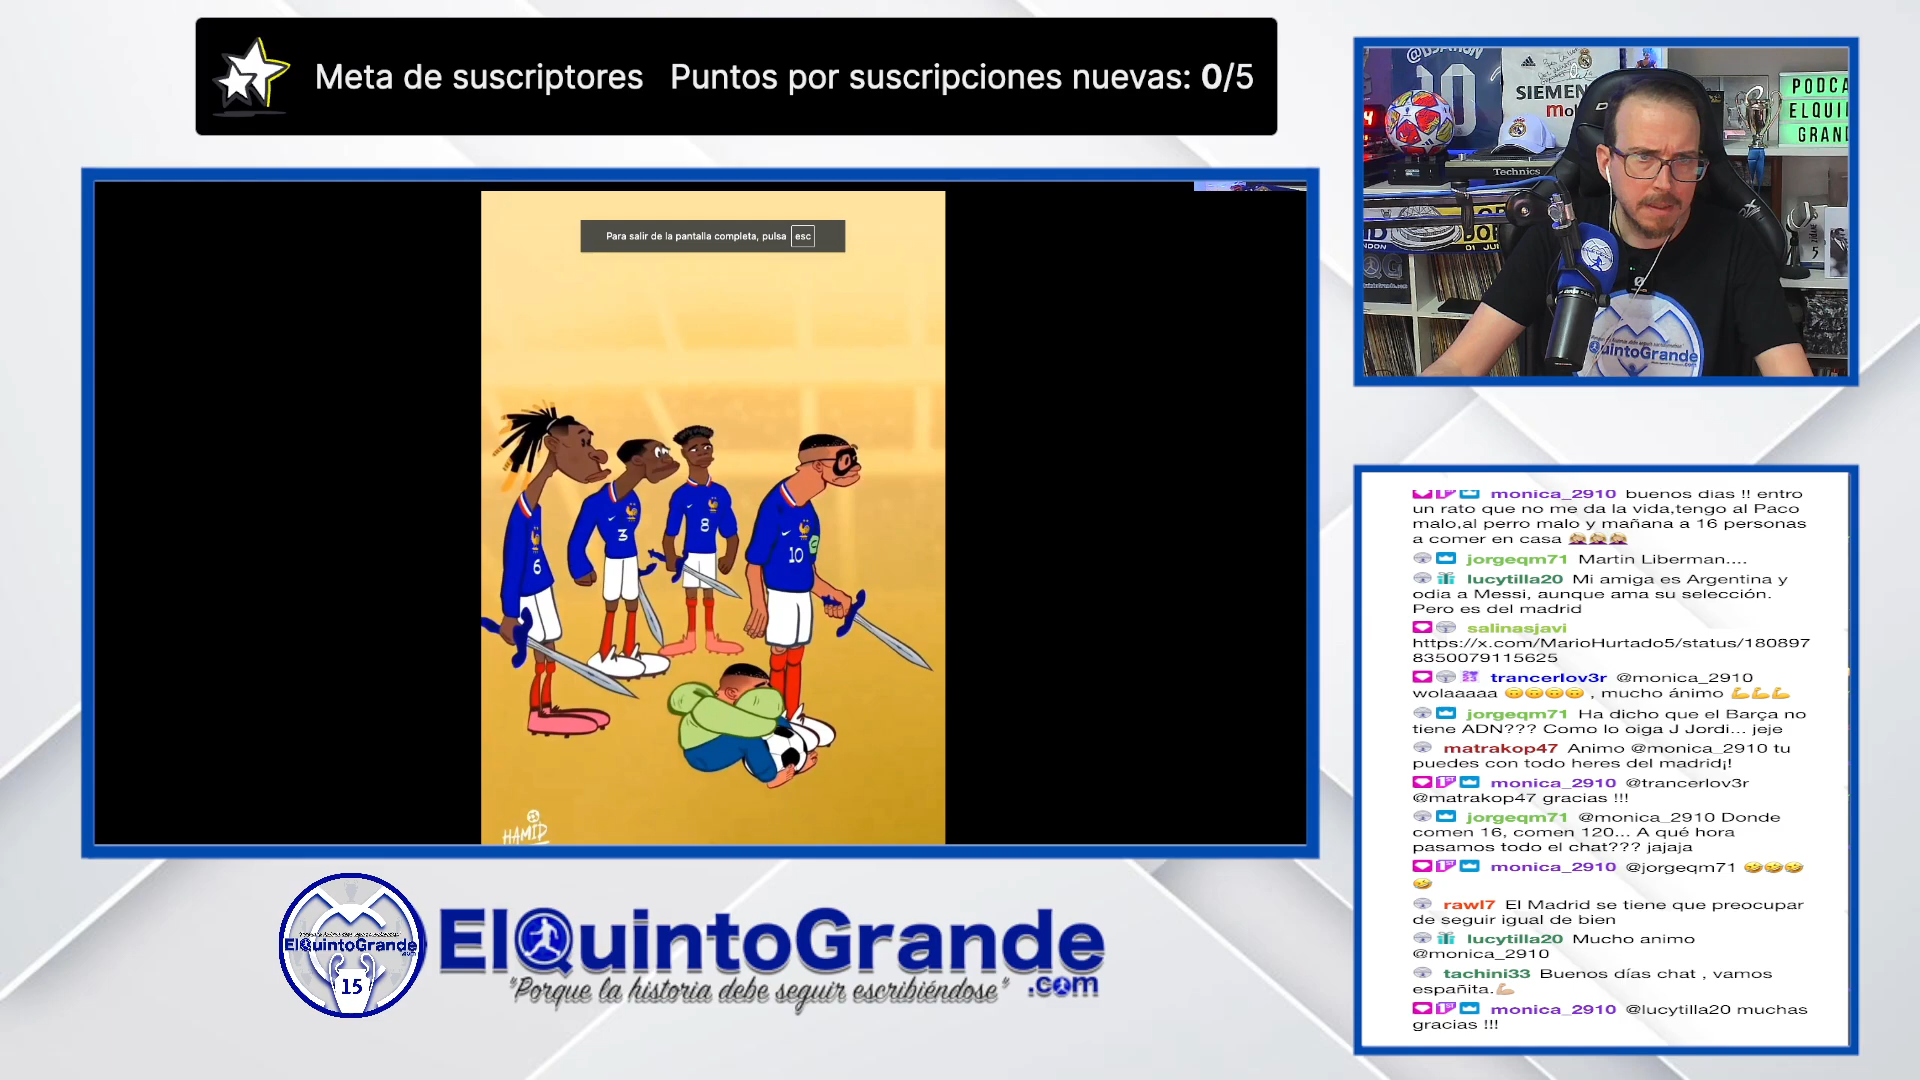 Meta de suscriptores Puntos por suscripciones nuevas: 0/5
Para salir de la pantalla completa, pulsa esc
6
3
8
10
HAMID
10
SIEMEN
mo
Technics
PODCA
ELQUI
GRAND
QuintoGrande
monica_2910 buenos dias !! entro
un rato que no me da la vida,tengo al Paco
malo,al perro malo y mañana a 16 personas
a comer en casa 🤦🏼‍♀️🤦🏼‍♀️🤦🏼‍♀️
jorgeqm71 Martin Liberman....
lucytilla20 Mi amiga es Argentina y
odia a Messi, aunque ama su selección.
Pero es del madrid
salinasjavi
https://x.com/MarioHurtado5/status/180897
8350079115625
trancerlov3r @monica_2910
wolaaaaa 🙃🙃🙃🙃 , mucho ánimo 💪💪💪
jorgeqm71 Ha dicho que el Barça no
tiene ADN??? Como lo oiga J Jordi... jeje
matrakop47 Animo @monica_2910 tu
puedes con todo heres del madrid¡!
monica_2910 @trancerlov3r
@matrakop47 gracias !!!
jorgeqm71 @monica_2910 Donde
comen 16, comen 120... A qué hora
pasamos todo el chat??? jajaja
monica_2910 @jorgeqm71 🤣🤣🤣
🤣
rawl7 El Madrid se tiene que preocupar
de seguir igual de bien
lucytilla20 Mucho animo
@monica_2910
tachini33 Buenos días chat , vamos
españita.💪🏼
monica_2910 @lucytilla20 muchas
gracias !!!
ElQuintoGrande
15
ElQuintoGrande
"Porque la historia debe seguir escribiéndose" .com